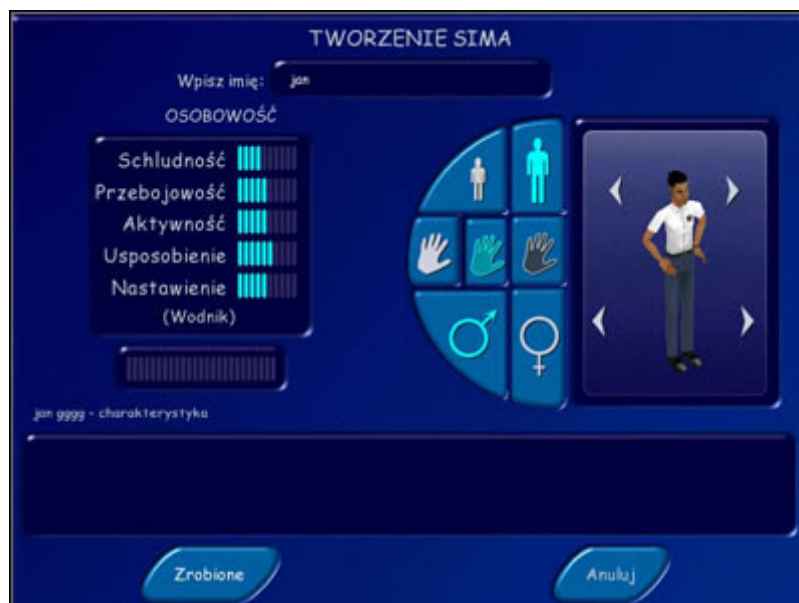 TWORZENIE SIMA
Wpisz imię: jan
OSOBOWOŚĆ
Schludność
Przebojowość
Aktywność
Usposobienie
Nastawienie
(Wodnik)
jan gggg - charakterystyka
Zrobione
Anuluj